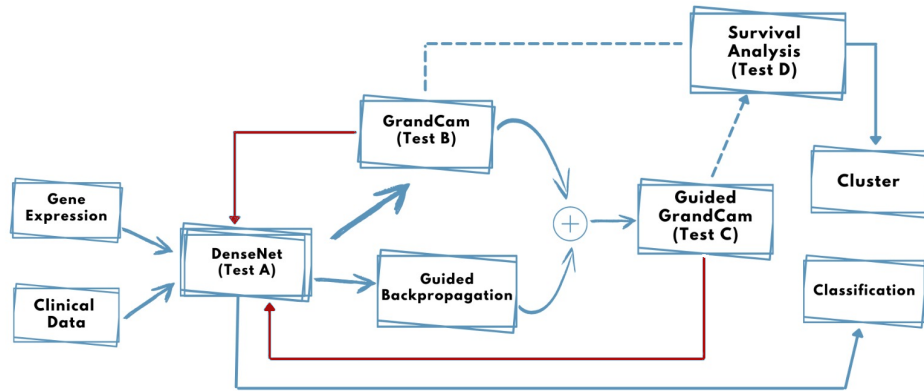 Survival
Analysis
(Test D)
GrandCam
(Test B)
Cluster
Gene
Expression
Guided
GrandCam
(Test C)
DenseNet
(Test A)
Guided
Backpropagation
Clinical
Data
Classification